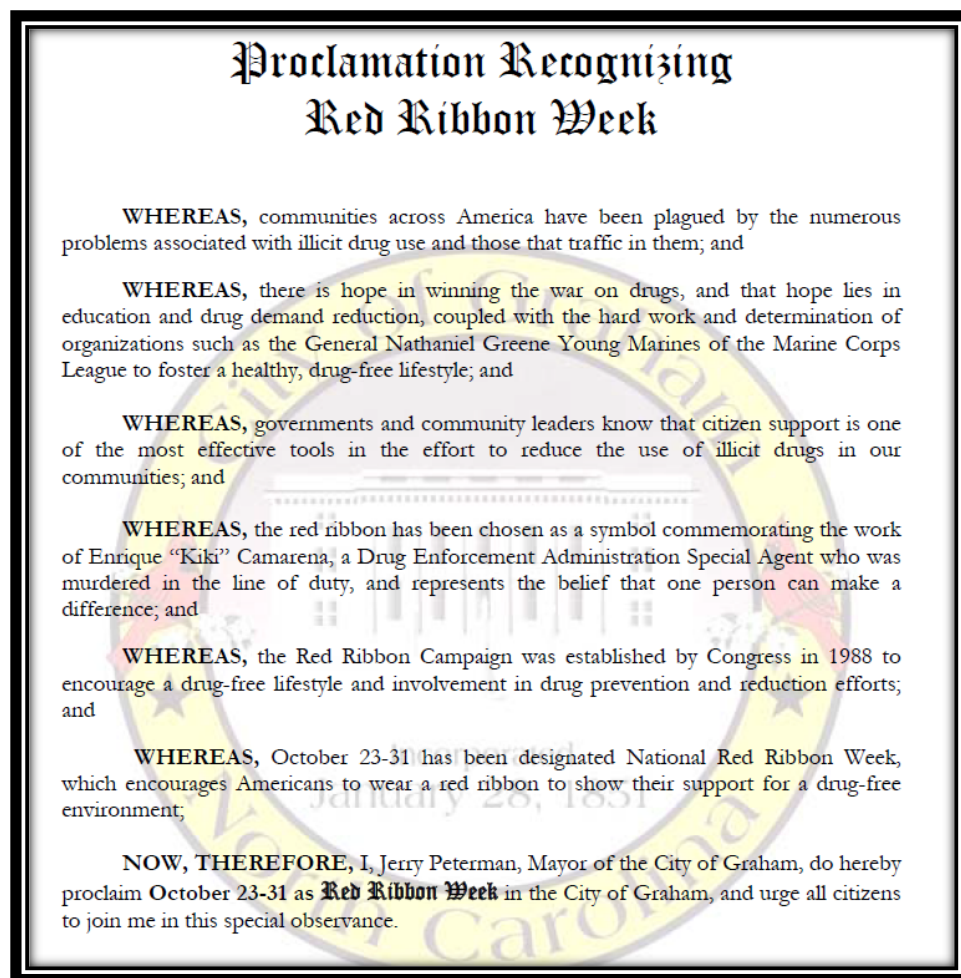 Proclamation Recognizing
Red Ribbon Week
WHEREAS, communities across America have been plagued by the numerous
problems associated with illicit drug use and those that traffic in them; and
WHEREAS, there is hope in winning the war on drugs, and that hope lies in
education and drug demand reduction, coupled with the hard work and determination of
organizations such as the General Nathaniel Greene Young Marines of the Marine Corps
League to foster a healthy, drug-free lifestyle; and
WHEREAS, governments and community leaders know that citizen support is one
of the most effective tools in the effort to reduce the use of illicit drugs in our
communities; and
WHEREAS, the red ribbon has been chosen as a symbol commemorating the work
of Enrique “Kiki” Camarena, a Drug Enforcement Administration Special Agent who was
murdered in the line of duty, and represents the belief that one person can make a
difference; and
WHEREAS, the Red Ribbon Campaign was established by Congress in 1988 to
encourage a drug-free lifestyle and involvement in drug prevention and reduction efforts;
and
WHEREAS, October 23-31 has been designated National Red Ribbon Week,
which encourages Americans to wear a red ribbon to show their support for a drug-free
environment;
NOW, THEREFORE, I, Jerry Peterman, Mayor of the City of Graham, do hereby
proclaim October 23-31 as Red Ribbon Week in the City of Graham, and urge all citizens
to join me in this special observance.
City of Graham
Incorporated
January 28, 1851
North Carolina